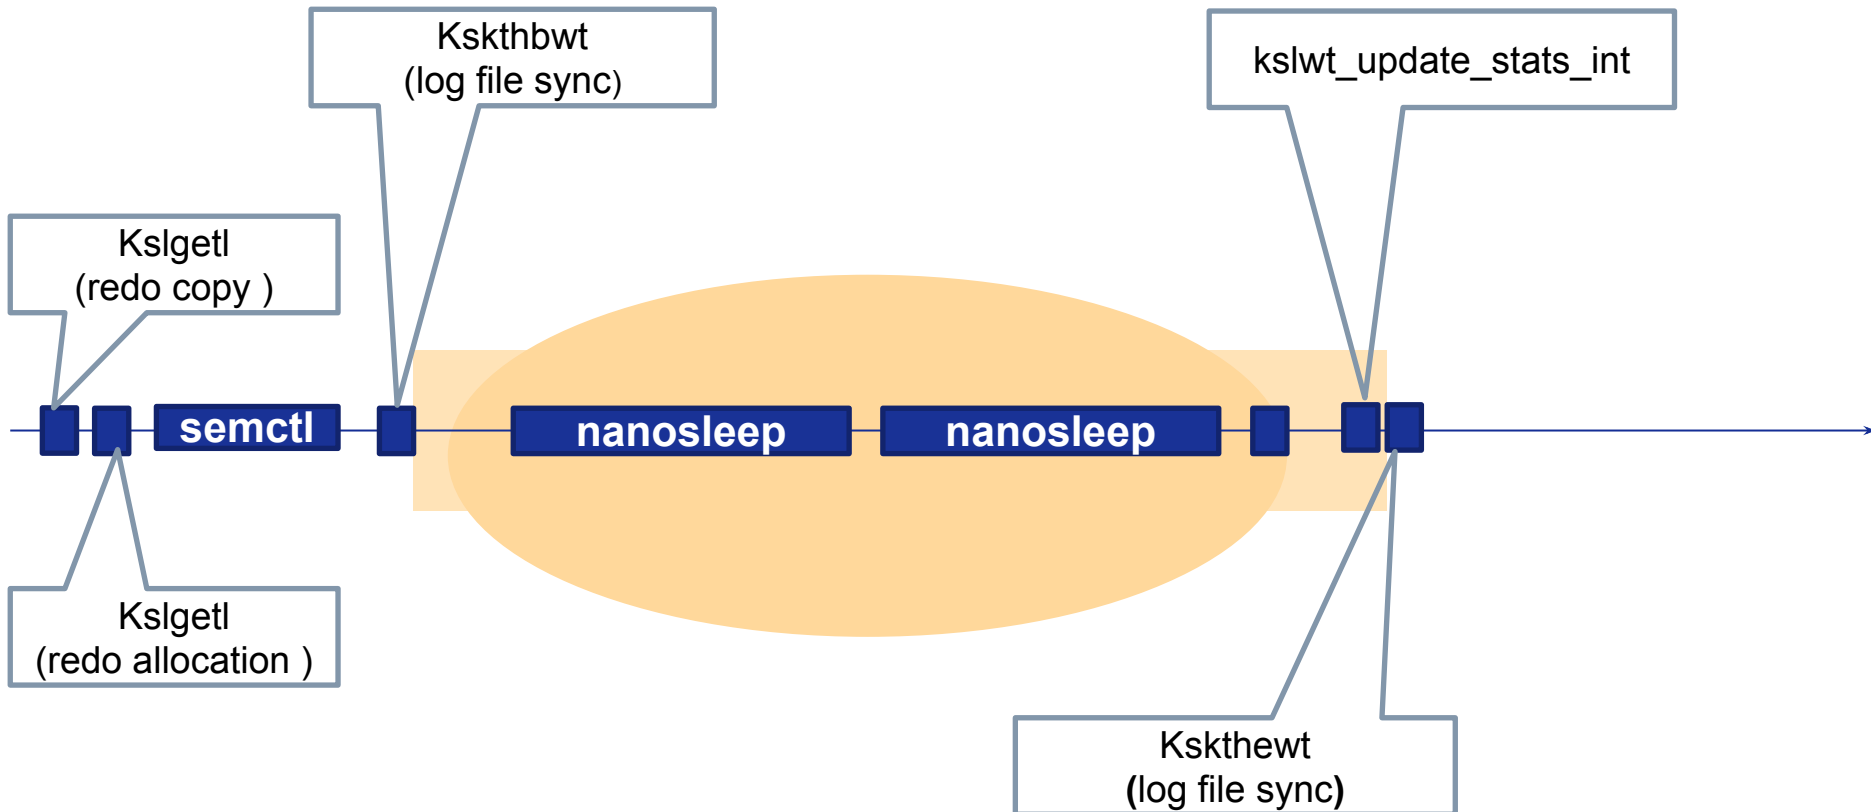 Kskthbwt
(log file sync)
kslwt_update_stats_int
Kslgetl
(redo copy )
semctl
nanosleep
nanosleep
Kslgetl
(redo allocation )
Kskthewt
(log file sync)